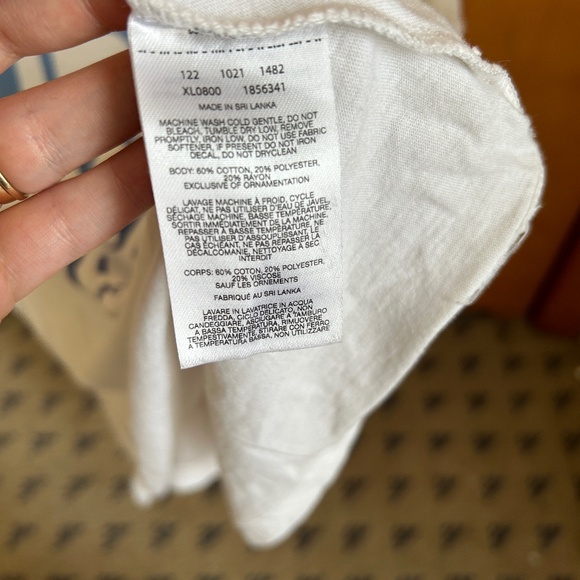 122 1021 1482
XL0800 1856341
MADE IN SRI LANKA
MACHINE WASH COLD GENTLE, DO NOT
BLEACH, TUMBLE DRY LOW, REMOVE
PROMPTLY, IRON LOW, DO NOT USE FABRIC
SOFTENER, IF PRESENT DO NOT IRON
DECAL, DO NOT DRYCLEAN
BODY: 60% COTTON, 20% POLYESTER,
20% RAYON
EXCLUSIVE OF ORNAMENTATION
LAVAGE MACHINE À FROID, CYCLE
DÉLICAT, NE PAS UTILISER D'EAU DE JAVEL,
SÉCHAGE MACHINE, BASSE TEMPÉRATURE,
SORTIR IMMÉDIATEMENT DE LA MACHINE,
REPASSER À BASSE TEMPÉRATURE, NE
PAS UTILISER D'ASSOUPLISSANT, LE
CAS ÉCHÉANT, NE PAS REPASSER LA
DÉCALCOMANIE, NETTOYAGE À SEC
INTERDIT
CORPS: 60% COTON, 20% POLYESTER,
20% VISCOSE
SAUF LES ORNEMENTS
FABRIQUÉ AU SRI LANKA
LAVARE IN LAVATRICE IN ACQUA
FREDDA, CICLO DELICATO, NON
CANDEGGIARE, ASCIUGARE A TAMBURO
A BASSA TEMPERATURA, RIMUOVERE
TEMPESTIVAMENTE STIRARE CON FERRO
A TEMPERATURA BASSA, NON UTILIZZARE